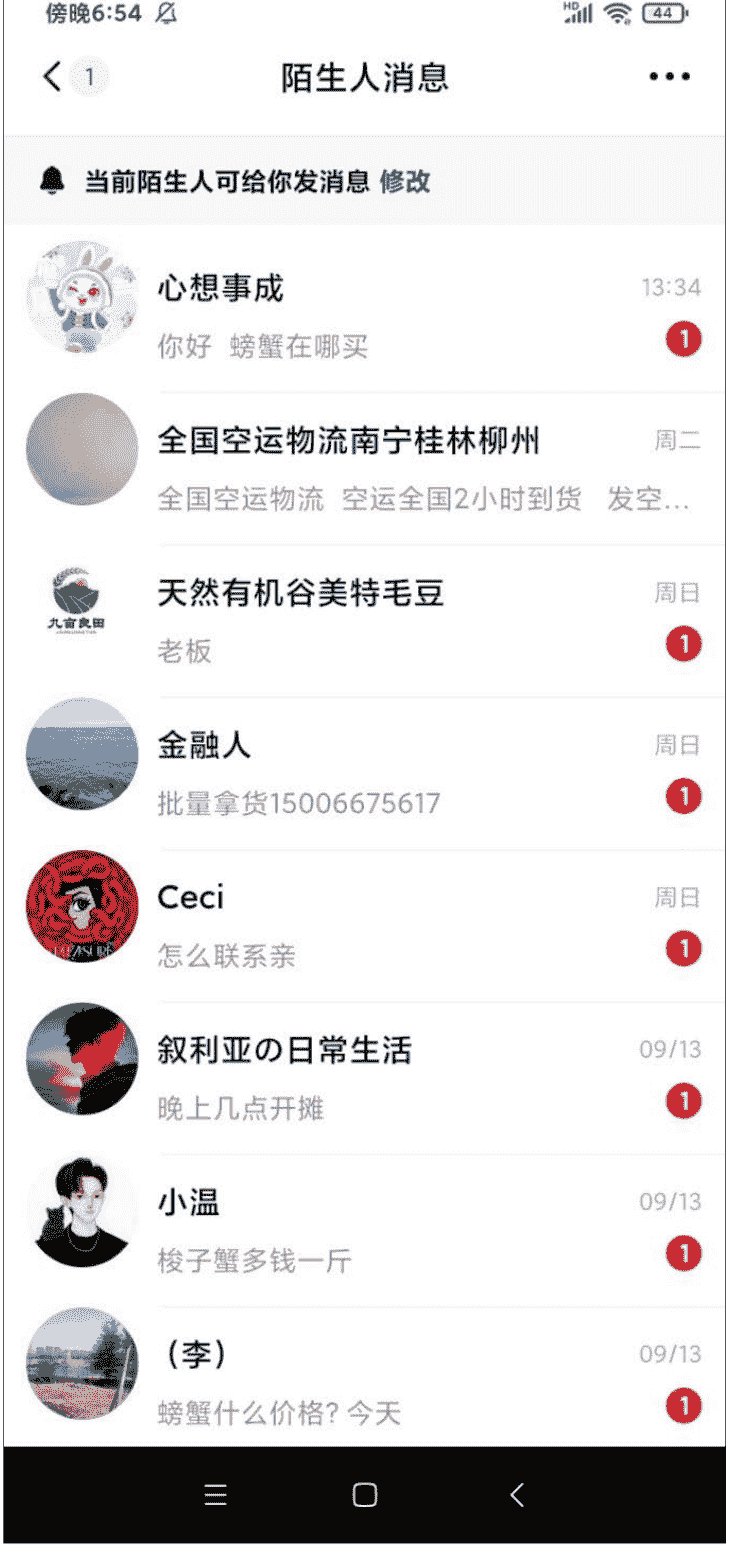 傍晚6:54 HD 44
1 陌生人消息
当前陌生人可给你发消息 修改
心想事成 13:34
你好 螃蟹在哪买 1
全国空运物流南宁桂林柳州 周二
全国空运物流 空运全国2小时到货 发空...
天然有机谷美特毛豆 周日
九亩良田
老板 1
金融人 周日
批量拿货15006675617 1
Ceci 周日
怎么联系亲 1
叙利亚の日常生活 09/13
晚上几点开摊 1
小温 09/13
梭子蟹多钱一斤 1
（李） 09/13
螃蟹什么价格? 今天 1